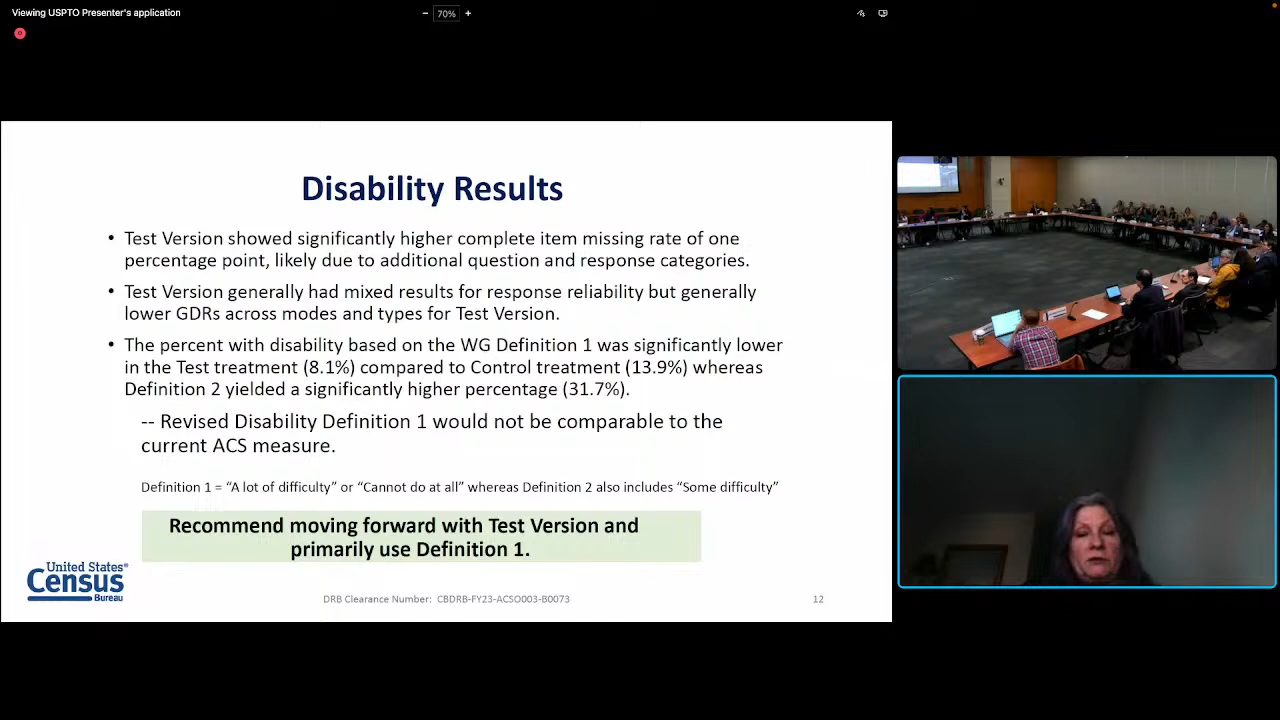 Viewing USPTO Presenter's application
− 70% +
Disability Results
• Test Version showed significantly higher complete item missing rate of one
percentage point, likely due to additional question and response categories.
• Test Version generally had mixed results for response reliability but generally
lower GDRs across modes and types for Test Version.
• The percent with disability based on the WG Definition 1 was significantly lower
in the Test treatment (8.1%) compared to Control treatment (13.9%) whereas
Definition 2 yielded a significantly higher percentage (31.7%).
-- Revised Disability Definition 1 would not be comparable to the
current ACS measure.
Definition 1 = “A lot of difficulty” or “Cannot do at all” whereas Definition 2 also includes “Some difficulty”
Recommend moving forward with Test Version and
primarily use Definition 1.
United States®
Census
Bureau
DRB Clearance Number: CBDRB-FY23-ACSO003-B0073
12